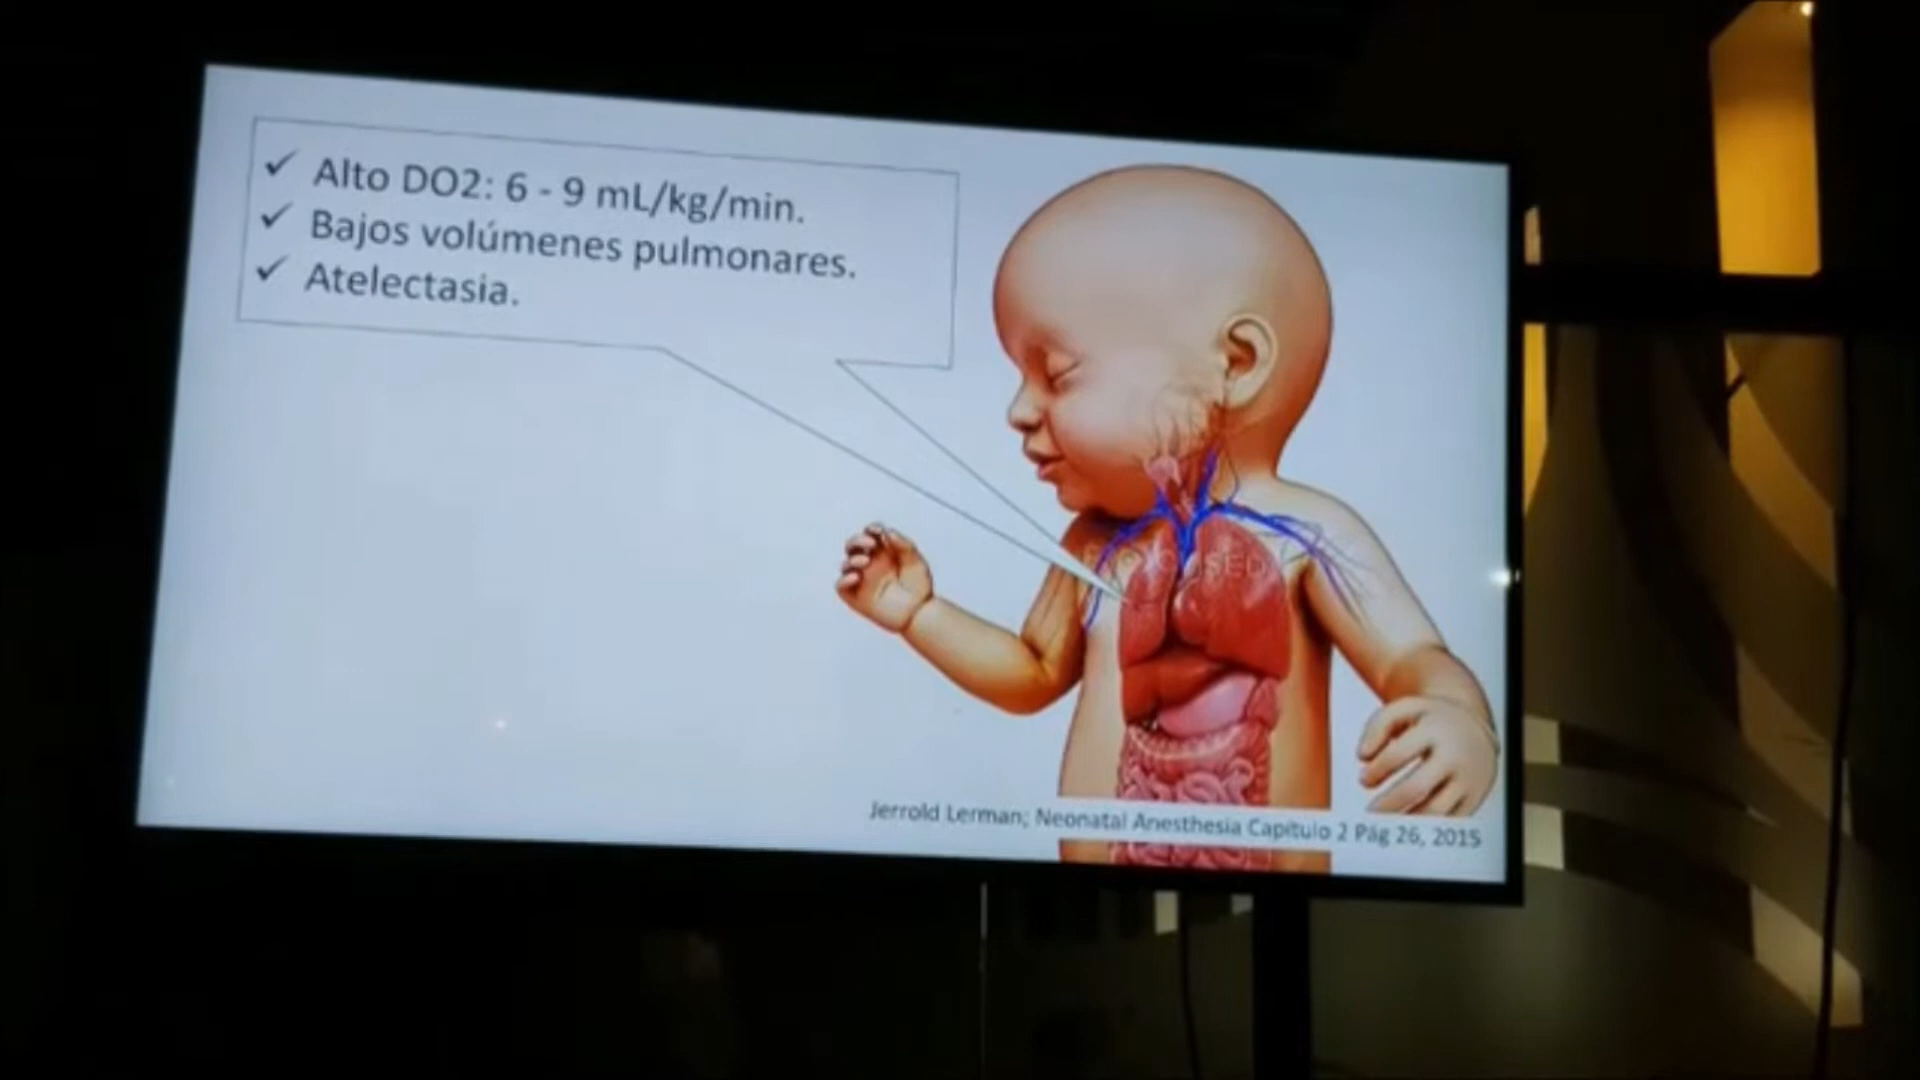 ✓ Alto DO2: 6 - 9 mL/kg/min.
✓ Bajos volúmenes pulmonares.
✓ Atelectasia.
Jerrold Lerman; Neonatal Anesthesia Capitulo 2 Pág 26, 2015